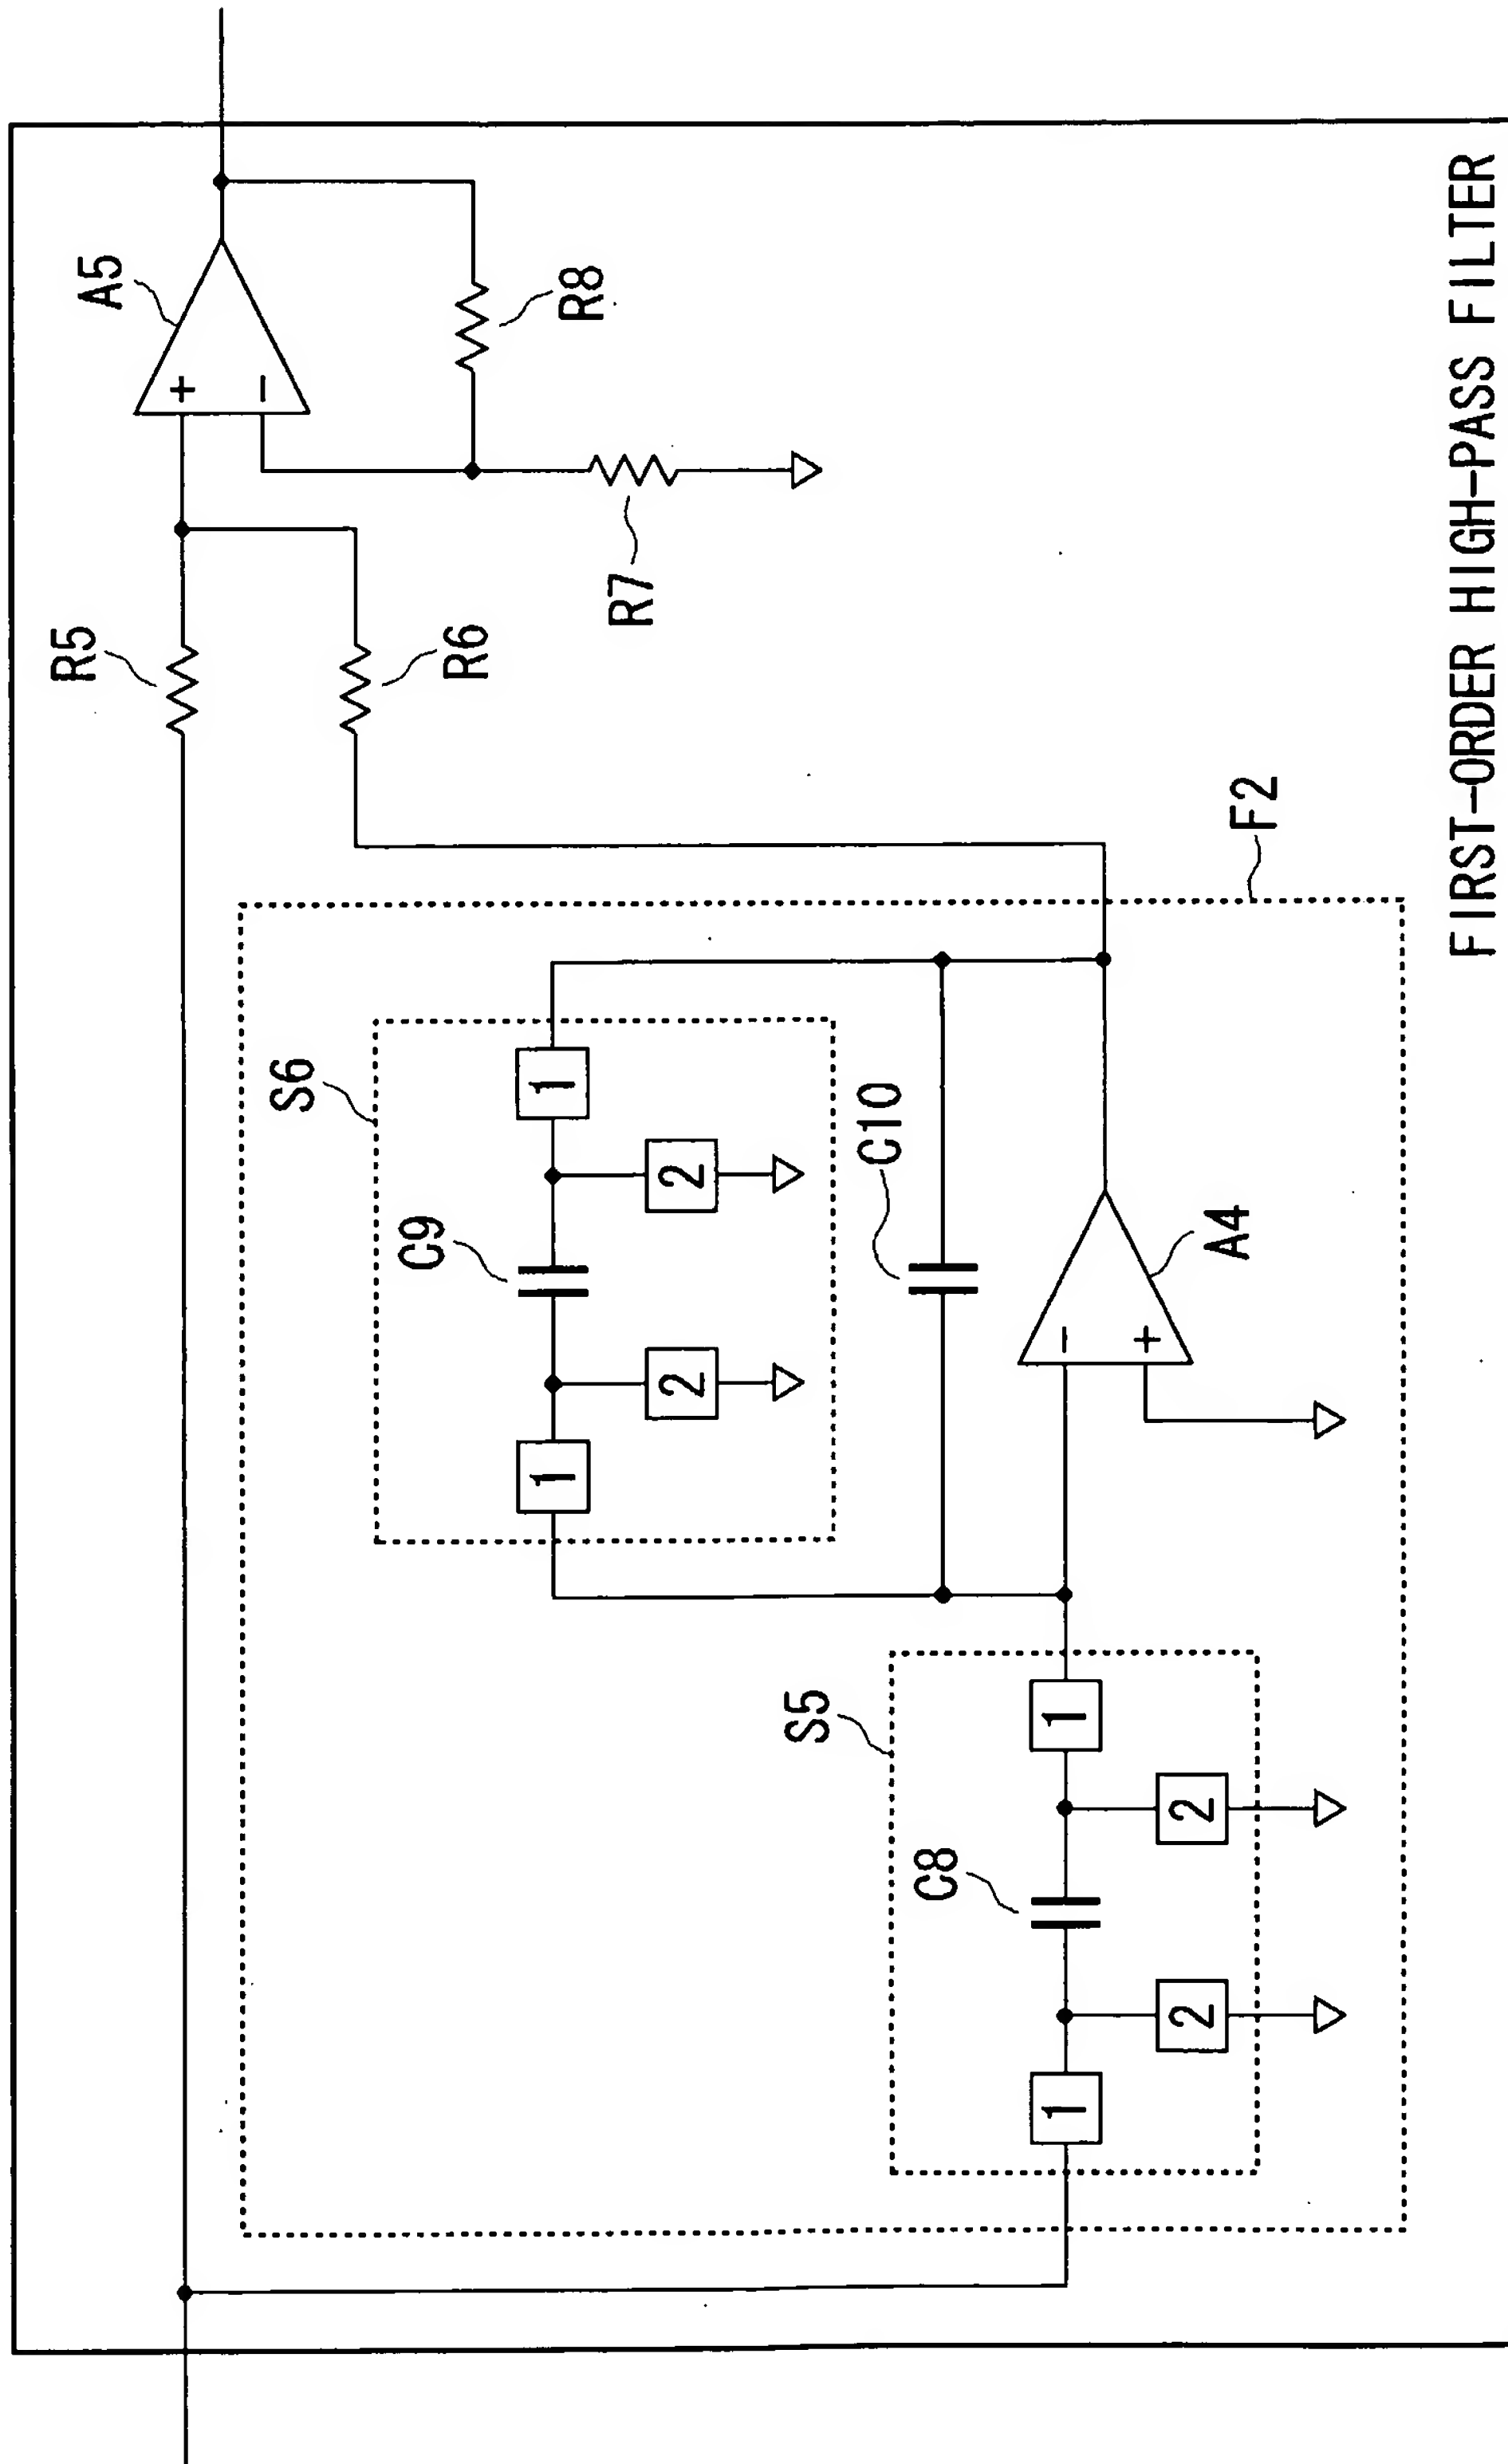 R5
A5
+
−
R6
R8
R7
S6
C9
1
2
2
1
C10
S5
C8
1
2
2
1
−
+
A4
F2
FIRST-ORDER HIGH-PASS FILTER